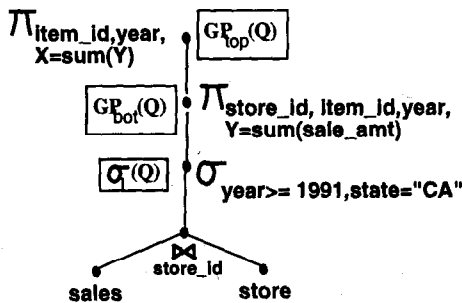 π item_id,year, X=sum(Y)
GP top(Q)
GP bot(Q)
π store_id, item_id,year, Y=sum(sale_amt)
σ1(Q)
σ year>= 1991,state="CA"
⋈ store_id
sales
store